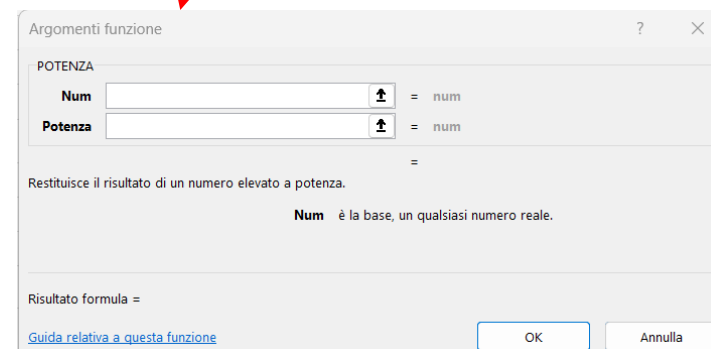 Argomenti funzione ? ×
POTENZA
Num = num
Potenza = num
=
Restituisce il risultato di un numero elevato a potenza.
Num è la base, un qualsiasi numero reale.
Risultato formula =
Guida relativa a questa funzione OK Annulla